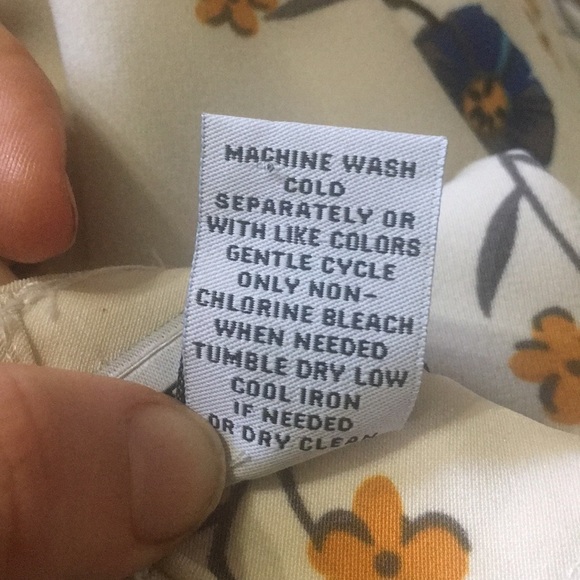 MACHINE WASH
COLD
SEPARATELY OR
WITH LIKE COLORS
GENTLE CYCLE
ONLY NON-
CHLORINE BLEACH
WHEN NEEDED
TUMBLE DRY LOW
COOL IRON
IF NEEDED
OR DRY CLEAN